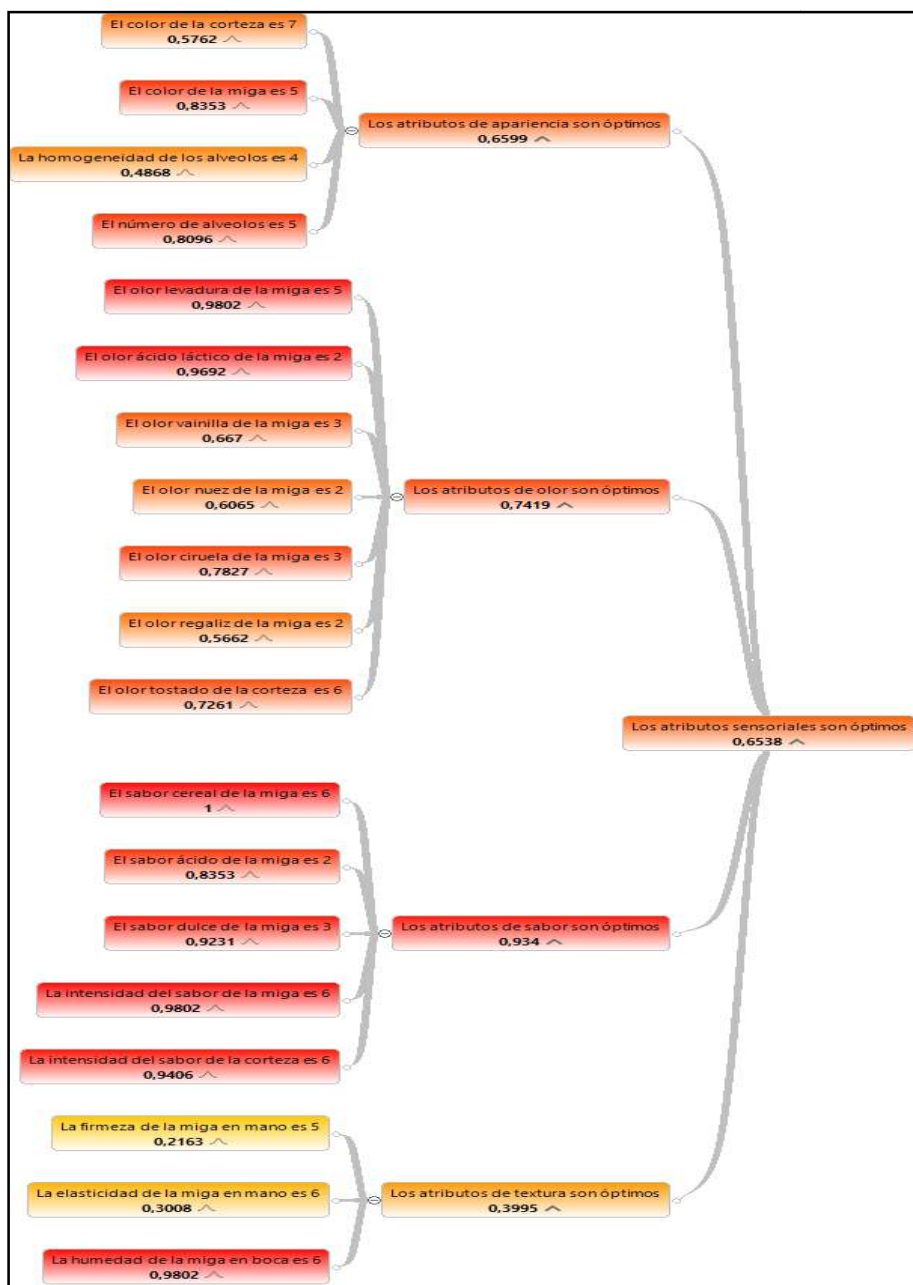 El color de la corteza es 7
0,5762
El color de la miga es 5
0,8353
Los atributos de apariencia son óptimos
0,6599
La homogeneidad de los alveolos es 4
0,4868
El número de alveolos es 5
0,8096
El olor levadura de la miga es 5
0,9802
El olor ácido láctico de la miga es 2
0,9692
El olor vainilla de la miga es 3
0,667
El olor nuez de la miga es 2
0,6065
Los atributos de olor son óptimos
0,7419
El olor ciruela de la miga es 3
0,7827
El olor regaliz de la miga es 2
0,5662
El olor tostado de la corteza es 6
0,7261
Los atributos sensoriales son óptimos
0,6538
El sabor cereal de la miga es 6
1
El sabor ácido de la miga es 2
0,8353
El sabor dulce de la miga es 3
0,9231
Los atributos de sabor son óptimos
0,934
La intensidad del sabor de la miga es 6
0,9802
La intensidad del sabor de la corteza es 6
0,9406
La firmeza de la miga en mano es 5
0,2163
La elasticidad de la miga en mano es 6
0,3008
Los atributos de textura son óptimos
0,3995
La humedad de la miga en boca es 6
0,9802